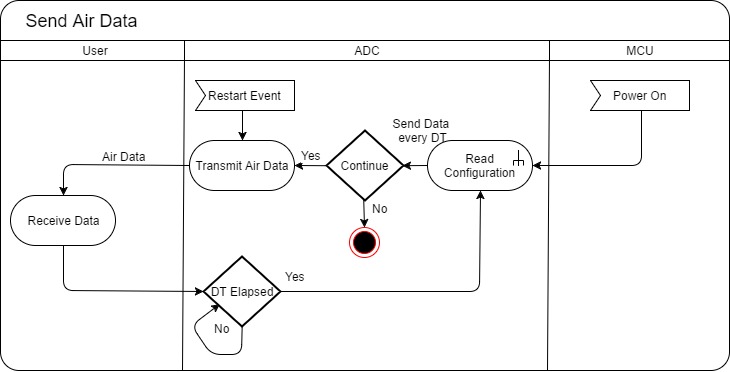 Send Air Data
User
ADC
MCU
Restart Event
Power On
Send Data
every DT
Air Data
Transmit Air Data
Yes
Continue
Read
Configuration
No
Receive Data
DT Elapsed
Yes
No